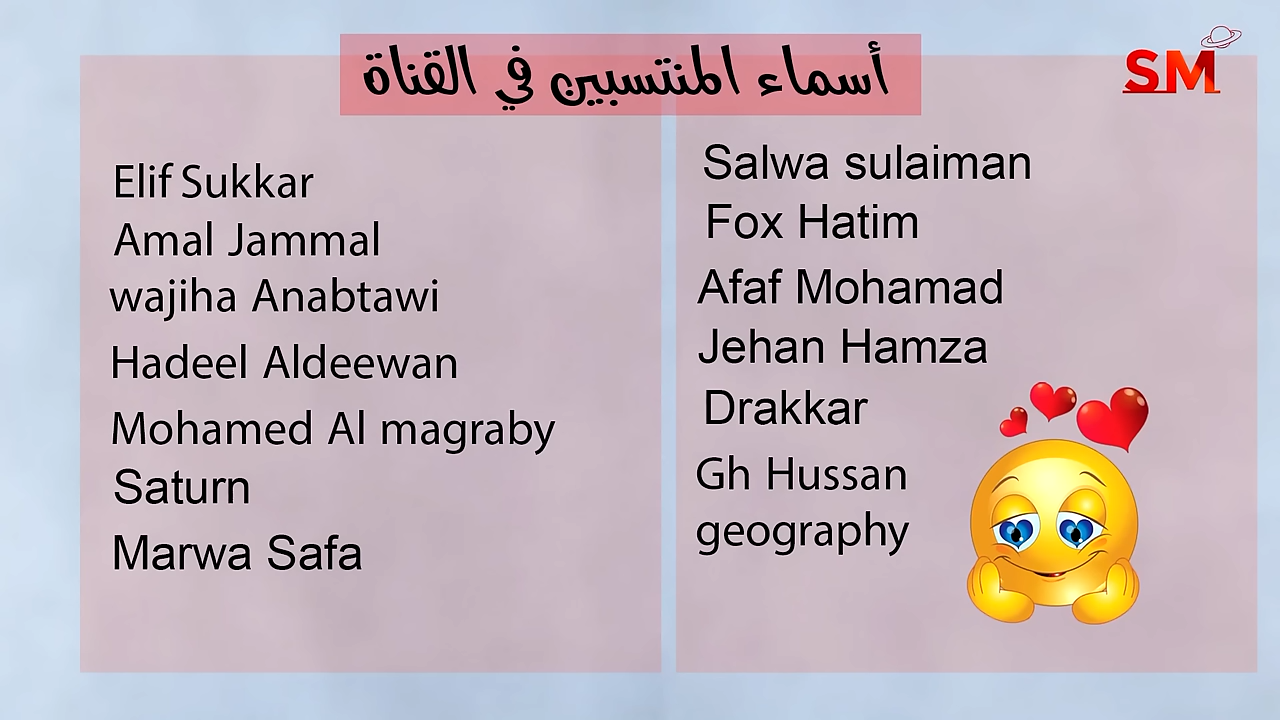 أسماء المنتسبين في القناة
SM
Elif Sukkar
Amal Jammal
wajiha Anabtawi
Hadeel Aldeewan
Mohamed Al magraby
Saturn
Marwa Safa
Salwa sulaiman
Fox Hatim
Afaf Mohamad
Jehan Hamza
Drakkar
Gh Hussan
geography